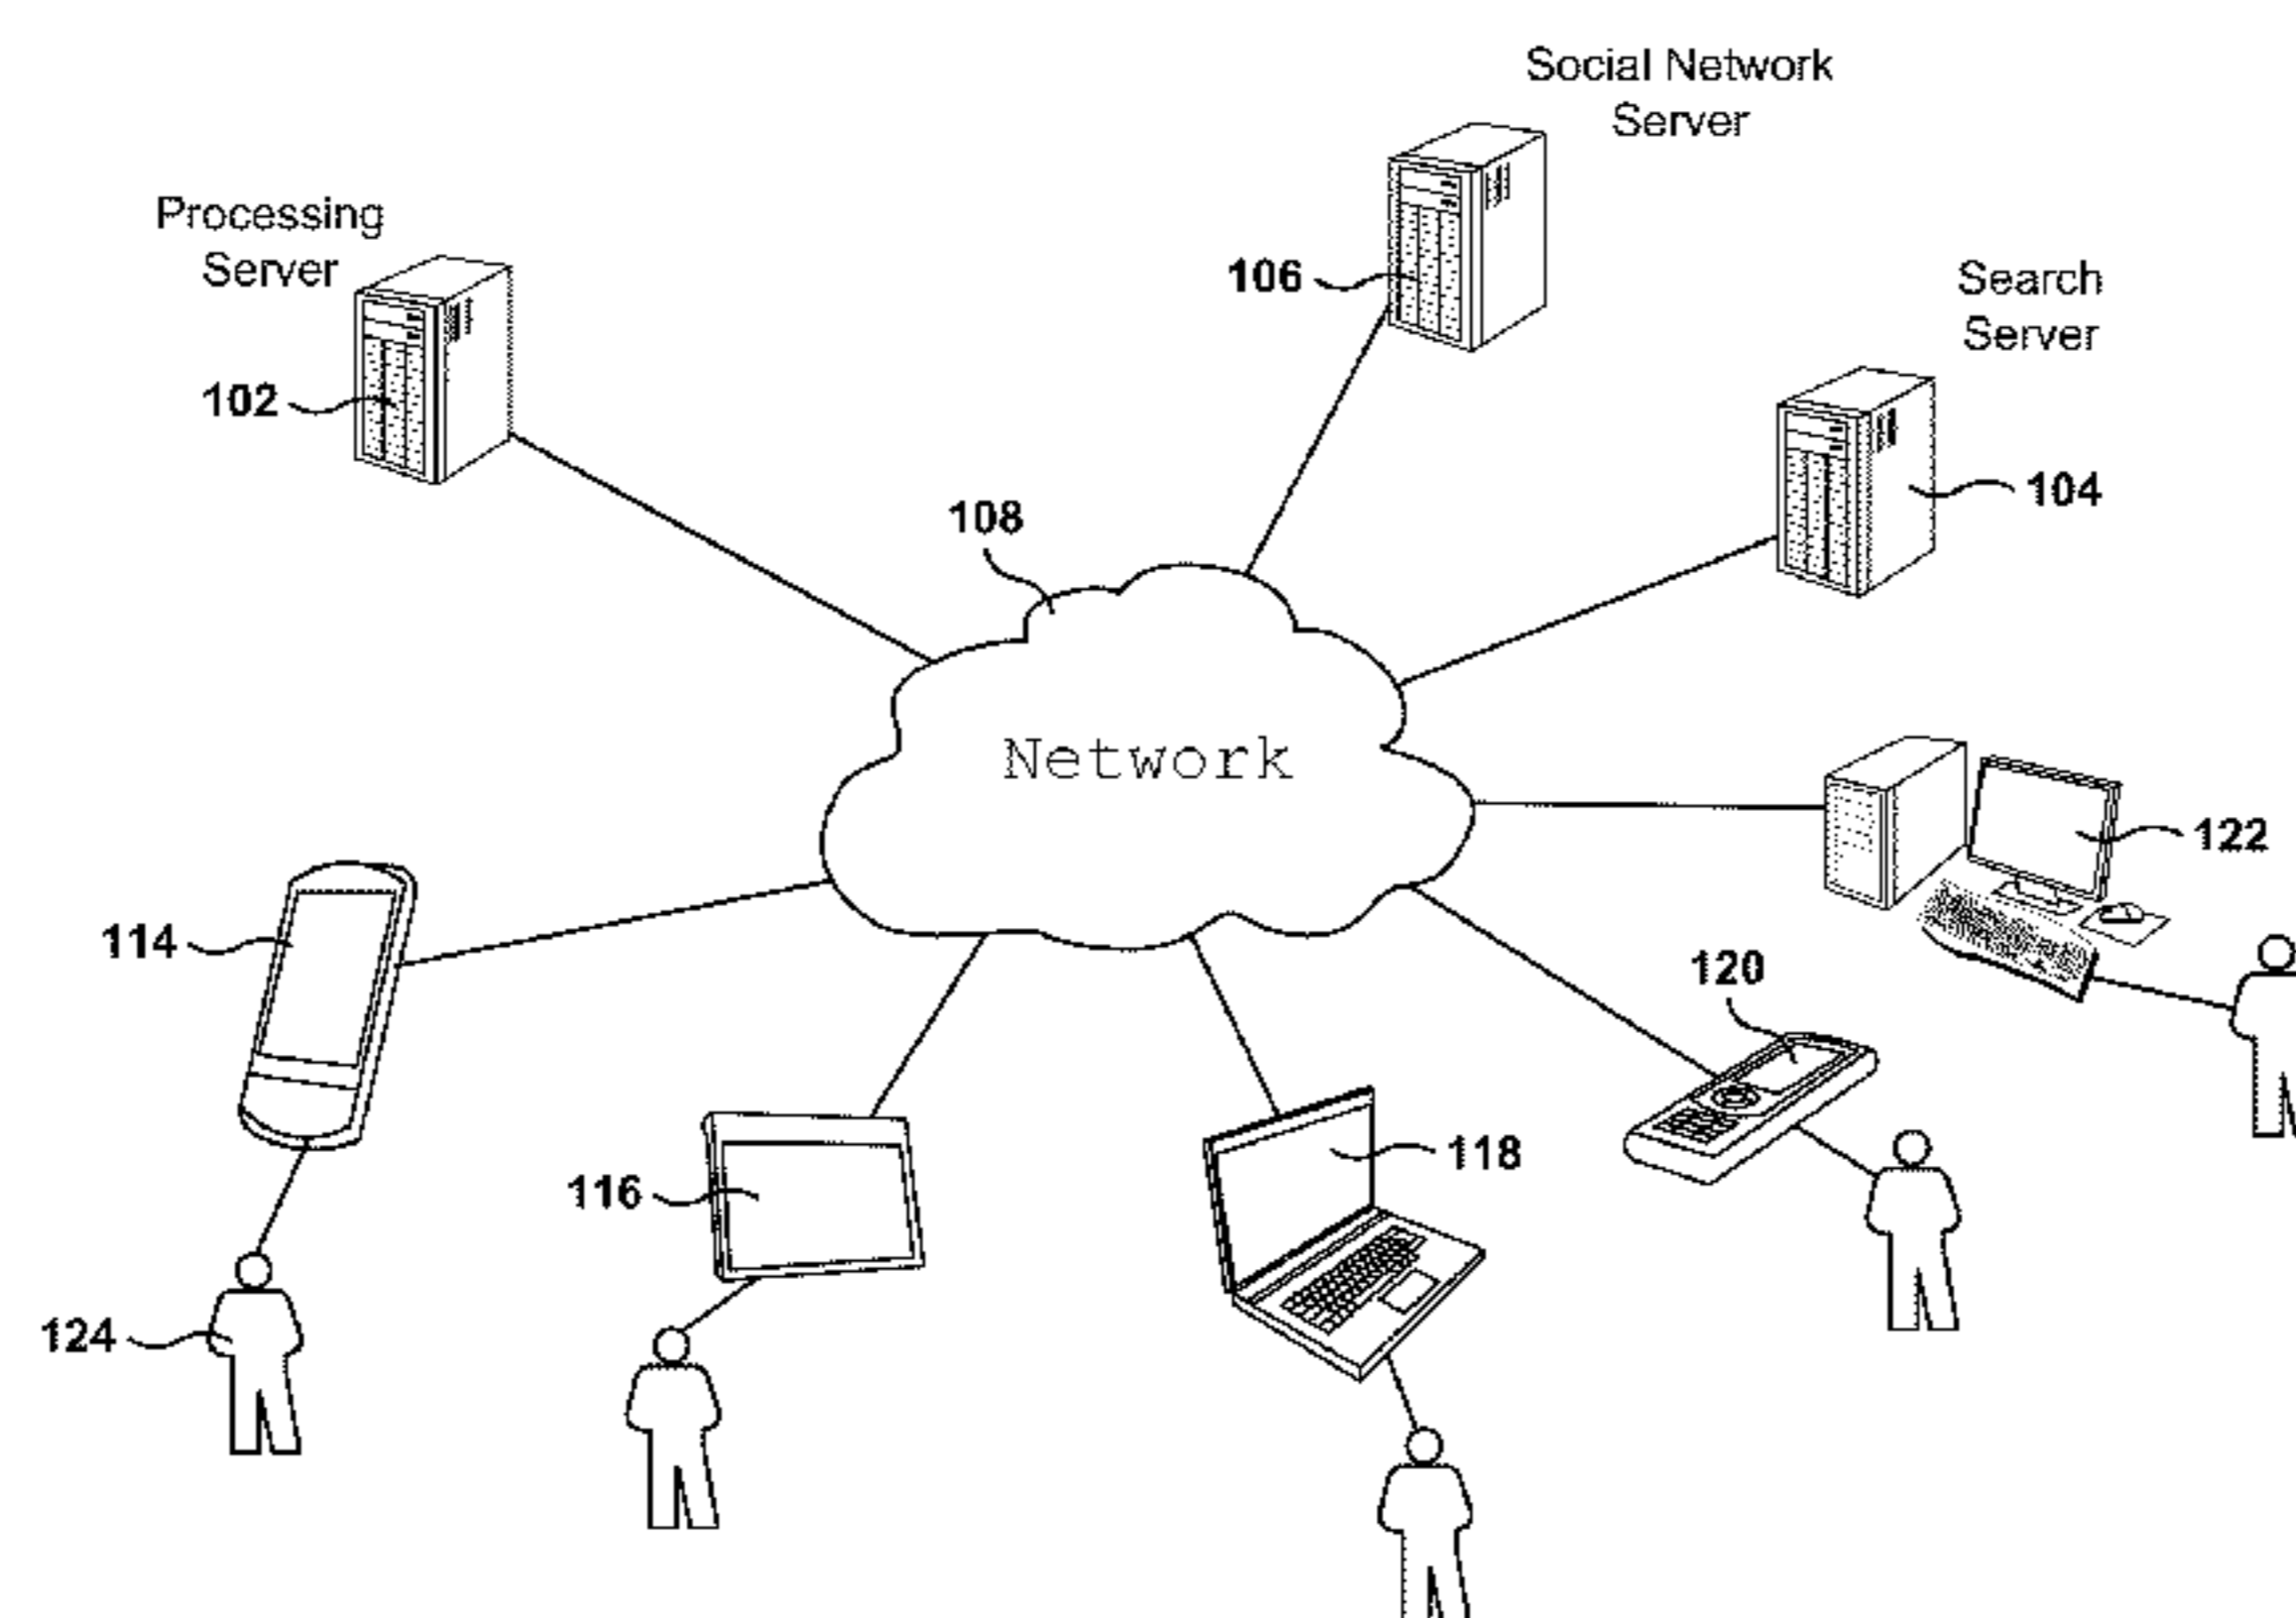 Social Network
Server
Processing
Server
106
Search
Server
102
104
108
Network
122
114
120
116
118
124